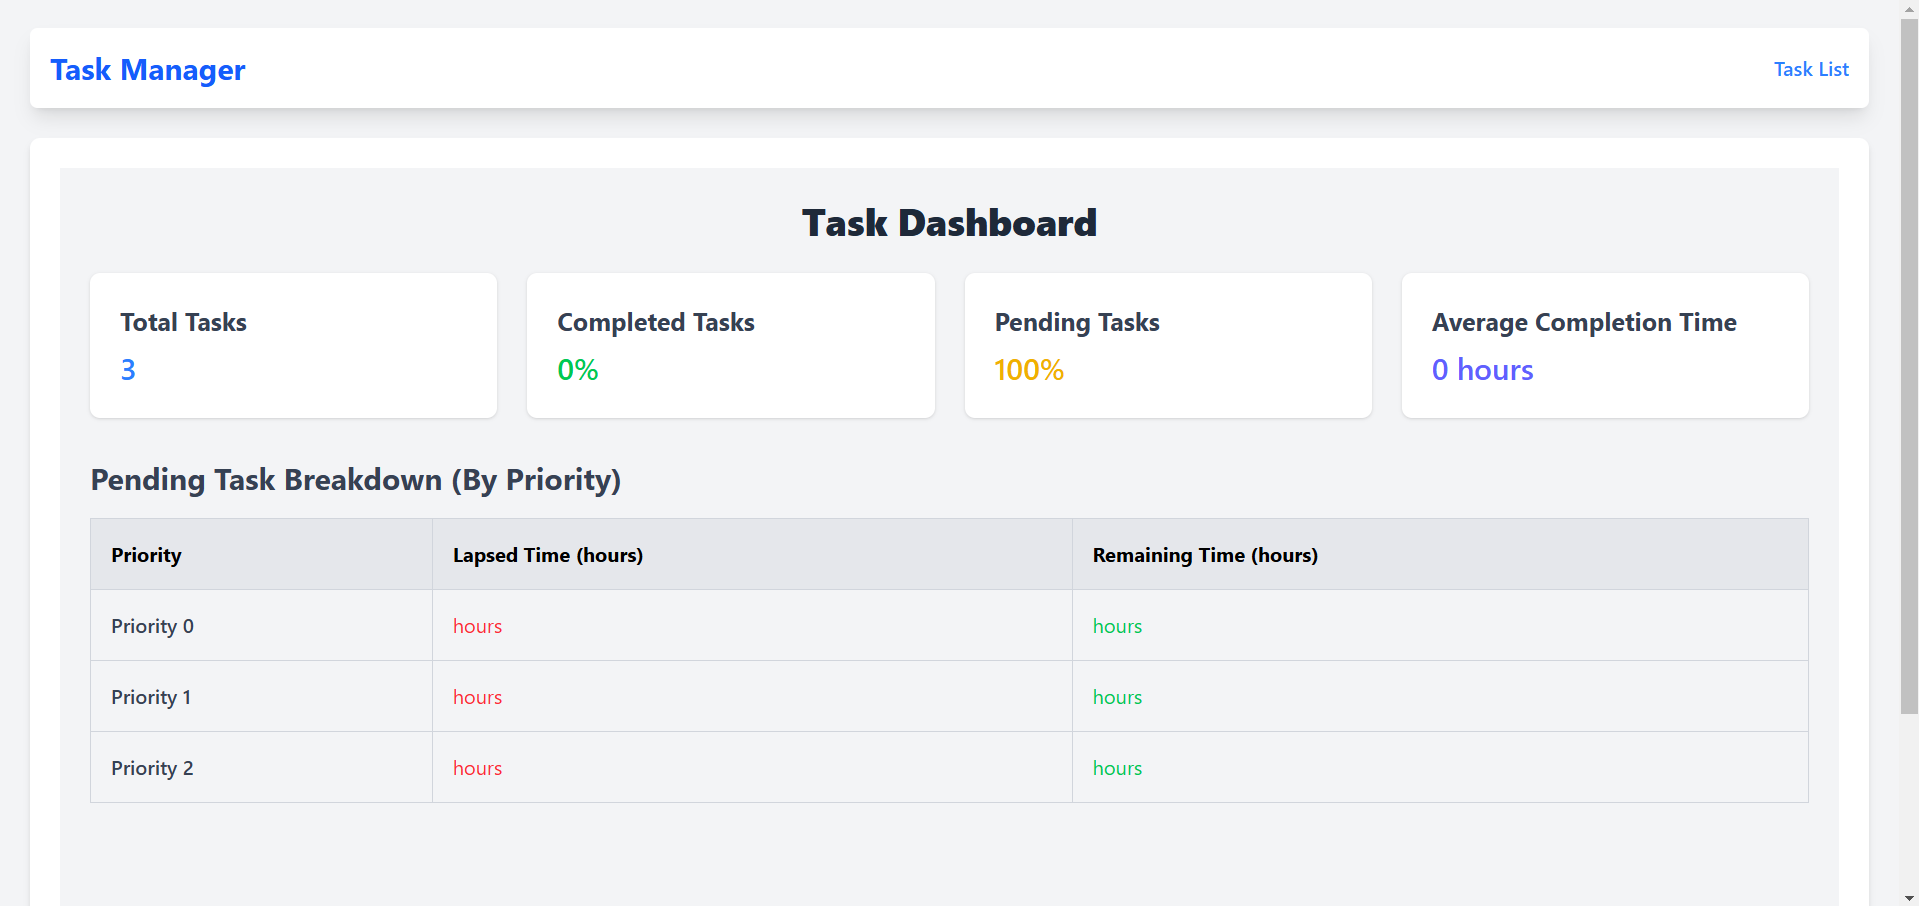 Task Manager
Task List
Task Dashboard
Total Tasks
3
Completed Tasks
0%
Pending Tasks
100%
Average Completion Time
0 hours
Pending Task Breakdown (By Priority)
Priority Lapsed Time (hours) Remaining Time (hours)
Priority 0 hours hours
Priority 1 hours hours
Priority 2 hours hours